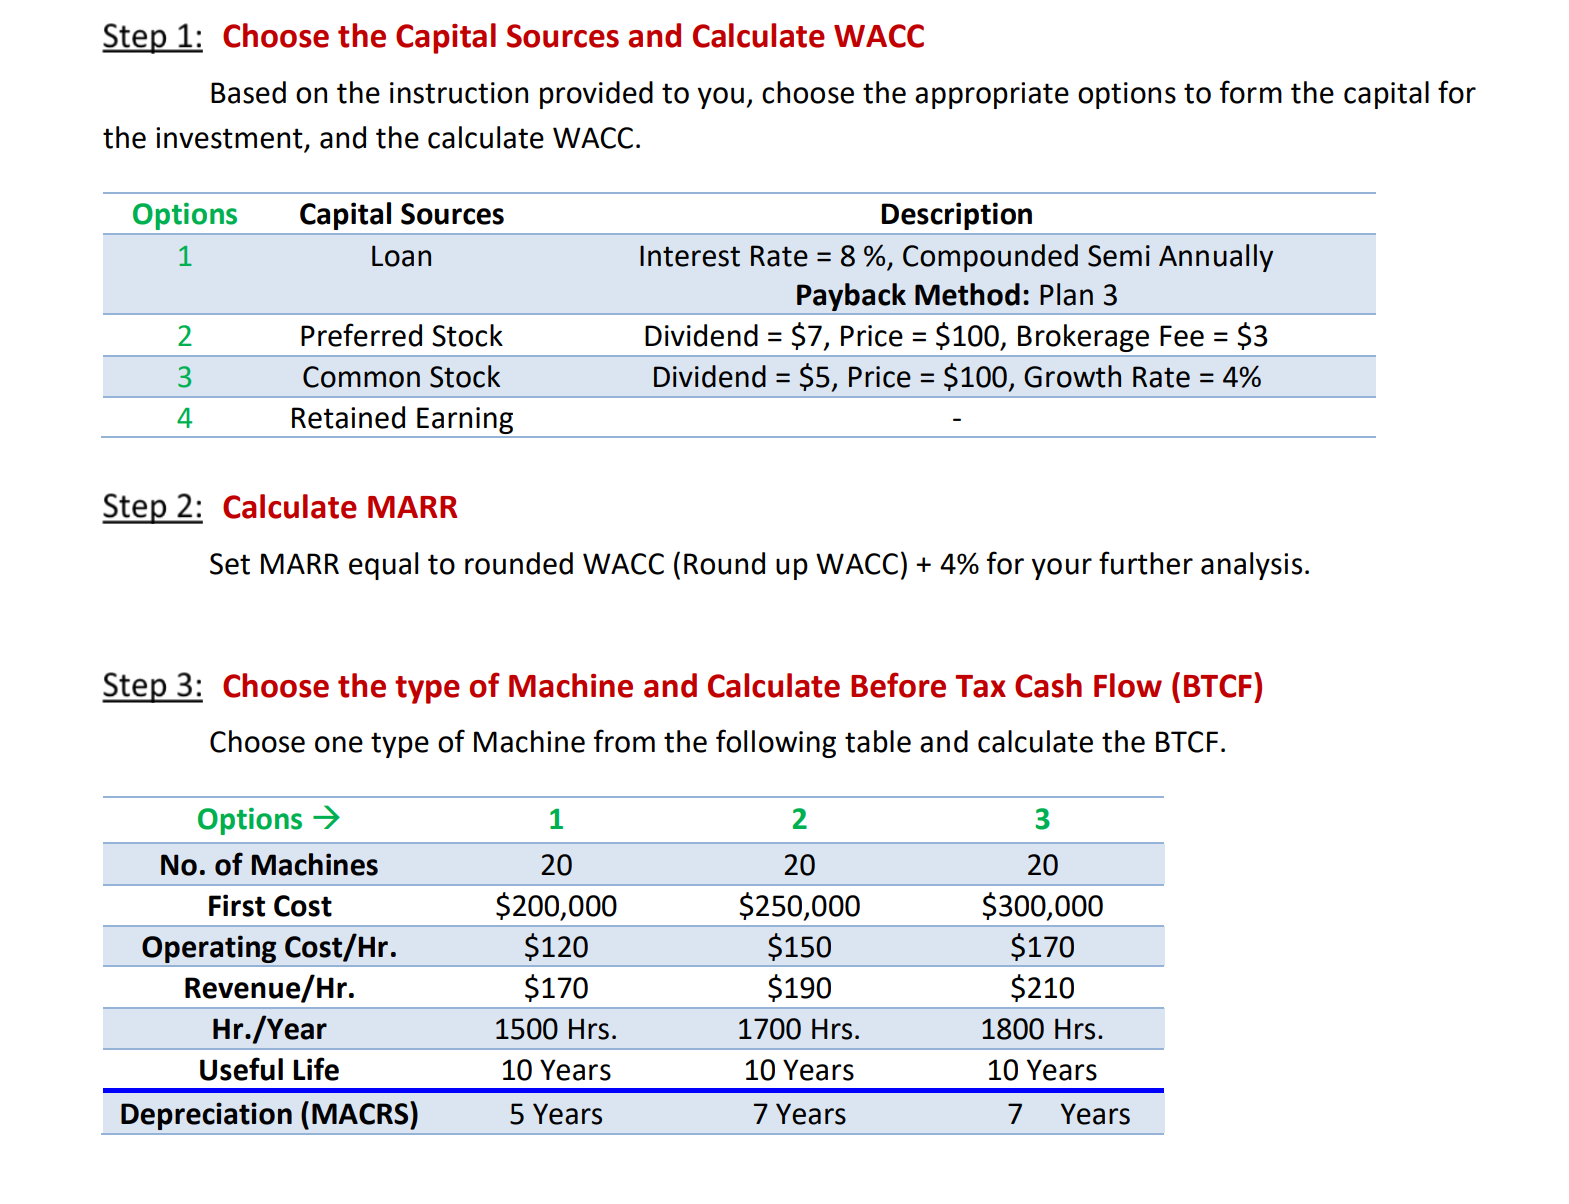 Step 1: Choose the Capital Sources and Calculate WACC
Based on the instruction provided to you, choose the appropriate options to form the capital for
the investment, and the calculate WACC.
Options Capital Sources Description
1 Loan Interest Rate = 8 %, Compounded Semi Annually
Payback Method: Plan 3
2 Preferred Stock Dividend = $7, Price = $100, Brokerage Fee = $3
3 Common Stock Dividend = $5, Price = $100, Growth Rate = 4%
4 Retained Earning -
Step 2: Calculate MARR
Set MARR equal to rounded WACC (Round up WACC) + 4% for your further analysis.
Step 3: Choose the type of Machine and Calculate Before Tax Cash Flow (BTCF)
Choose one type of Machine from the following table and calculate the BTCF.
Options → 1 2 3
No. of Machines 20 20 20
First Cost $200,000 $250,000 $300,000
Operating Cost/Hr. $120 $150 $170
Revenue/Hr. $170 $190 $210
Hr./Year 1500 Hrs. 1700 Hrs. 1800 Hrs.
Useful Life 10 Years 10 Years 10 Years
Depreciation (MACRS) 5 Years 7 Years 7 Years